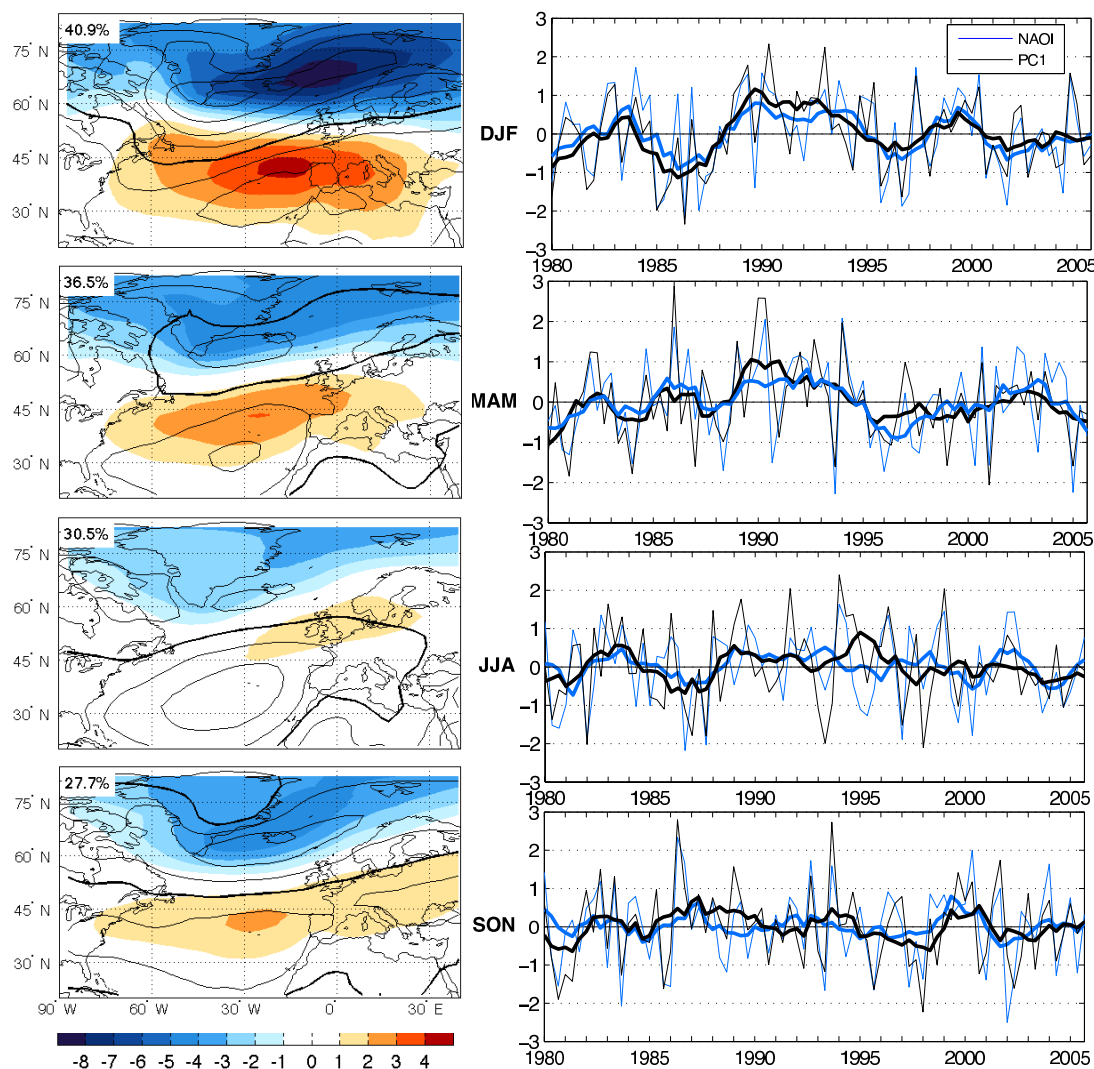 40.9%
75° N
60° N
45° N
30° N
36.5%
75° N
60° N
45° N
30° N
30.5%
75° N
60° N
45° N
30° N
27.7%
75° N
60° N
45° N
30° N
90° W 60° W 30° W 0° 30° E
-8 -7 -6 -5 -4 -3 -2 -1 0 1 2 3 4
NAOI
PC1
DJF
3
2
1
0
−1
−2
−3
1980 1985 1990 1995 2000 2005
MAM
3
2
1
0
−1
−2
−3
1980 1985 1990 1995 2000 2005
JJA
3
2
1
0
−1
−2
−3
1980 1985 1990 1995 2000 2005
SON
3
2
1
0
−1
−2
−3
1980 1985 1990 1995 2000 2005